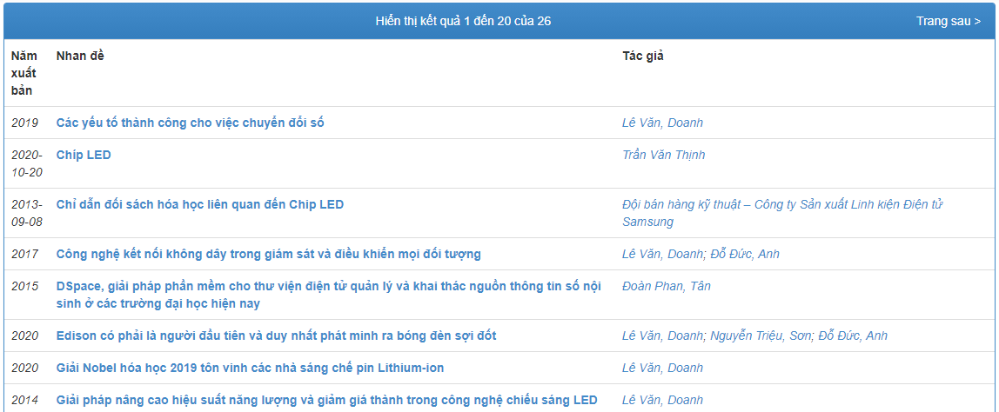 Hiển thị kết quả 1 đến 20 của 26 Trang sau >
Năm Nhan đề Tác giả
xuất
bản
2019 Các yếu tố thành công cho việc chuyển đổi số Lê Văn, Doanh
2020- Chíp LED Trần Văn Thịnh
10-20
2013- Chỉ dẫn đối sách hóa học liên quan đến Chip LED Đội bán hàng kỹ thuật – Công ty Sản xuất Linh kiện Điện tử
09-08 Samsung
2017 Công nghệ kết nối không dây trong giám sát và điều khiển mọi đối tượng Lê Văn, Doanh; Đỗ Đức, Anh
2015 DSpace, giải pháp phần mềm cho thư viện điện tử quản lý và khai thác nguồn thông tin số nội Đoàn Phan, Tân
sinh ở các trường đại học hiện nay
2020 Edison có phải là người đầu tiên và duy nhất phát minh ra bóng đèn sợi đốt Lê Văn, Doanh; Nguyễn Triệu, Sơn; Đỗ Đức, Anh
2020 Giải Nobel hóa học 2019 tôn vinh các nhà sáng chế pin Lithium-ion Lê Văn, Doanh
2014 Giải pháp nâng cao hiệu suất năng lượng và giảm giá thành trong công nghệ chiếu sáng LED Lê Văn, Doanh